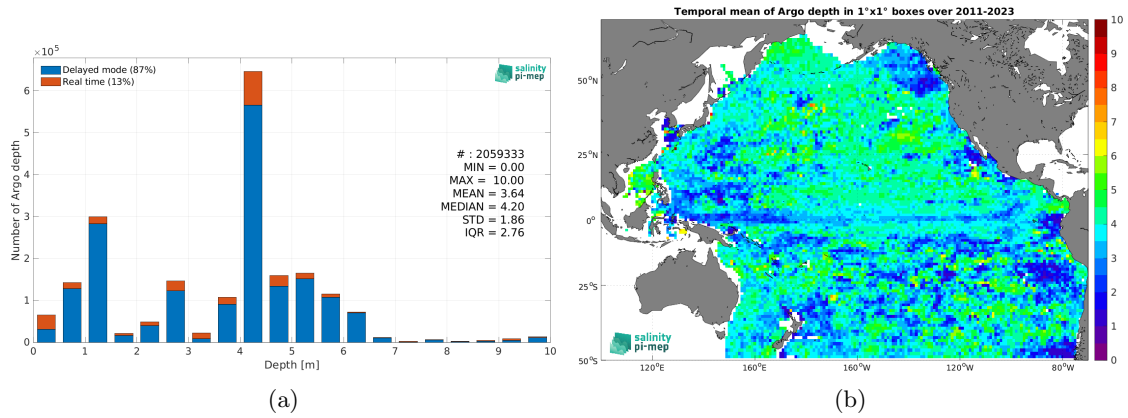 ×10⁵
Delayed mode (87%)
Real time (13%)
salinity
pi-mep
6
5
4
3
2
1
0
Number of Argo depth
# : 2059333
MIN = 0.00
MAX = 10.00
MEAN = 3.64
MEDIAN = 4.20
STD = 1.86
IQR = 2.76
0 1 2 3 4 5 6 7 8 9 10
Depth [m]
(a)
Temporal mean of Argo depth in 1°x1° boxes over 2011-2023
50°N
25°N
0°
25°S
50°S
120°E 160°E 160°W 120°W 80°W
salinity
pi-mep
10
9
8
7
6
5
4
3
2
1
0
(b)